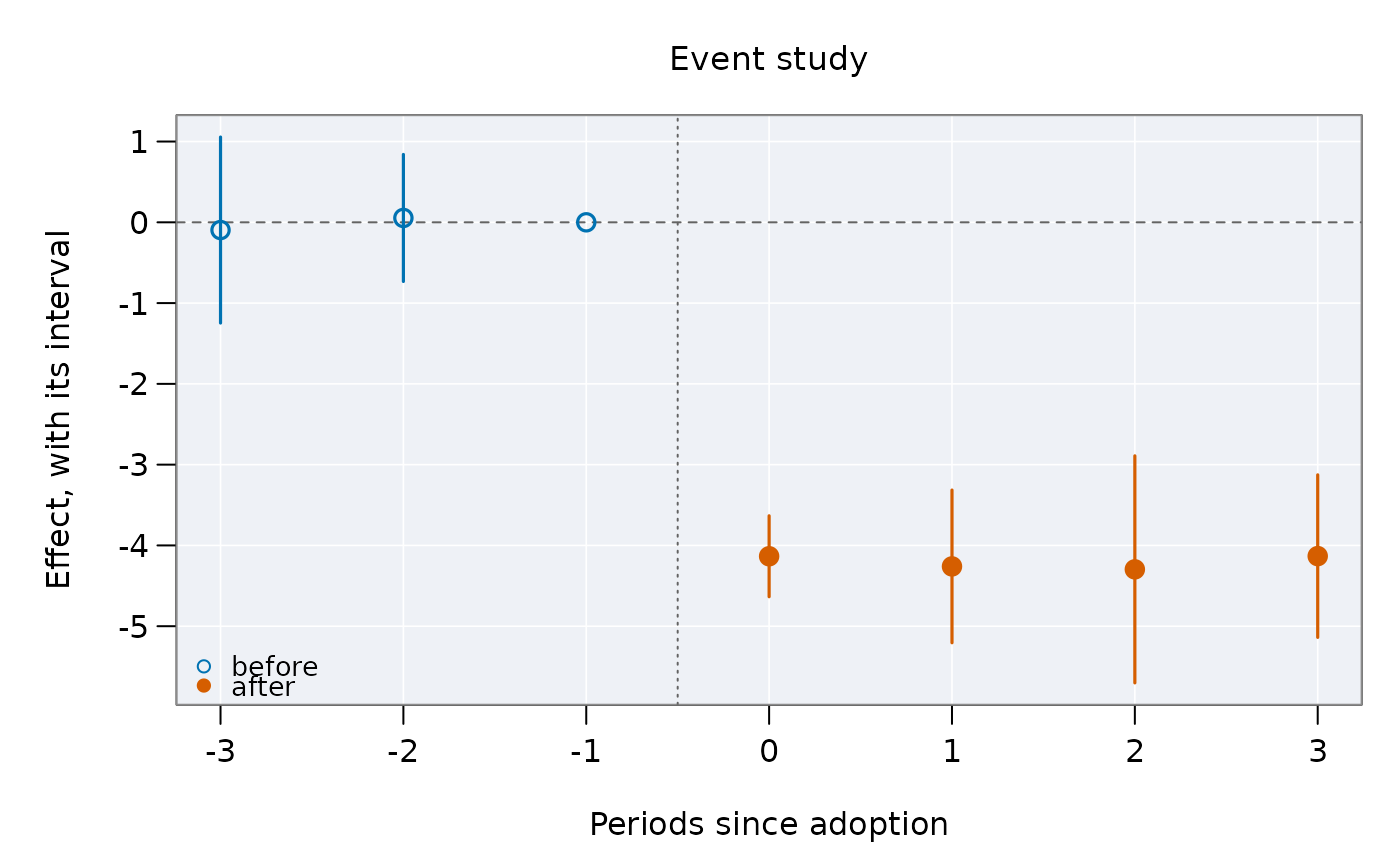 Event study
Effect, with its interval
1
0
-1
-2
-3
-4
-5
before
after
-3
-2
-1
0
1
2
3
Periods since adoption